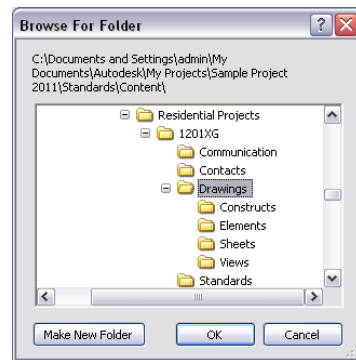 Browse For Folder
C:\Documents and Settings\admin\My
Documents\Autodesk\My Projects\Sample Project
2011\Standards\Content\
Residential Projects
1201XG
Communication
Contacts
Drawings
Constructs
Elements
Sheets
Views
Standards
Make New Folder
OK
Cancel